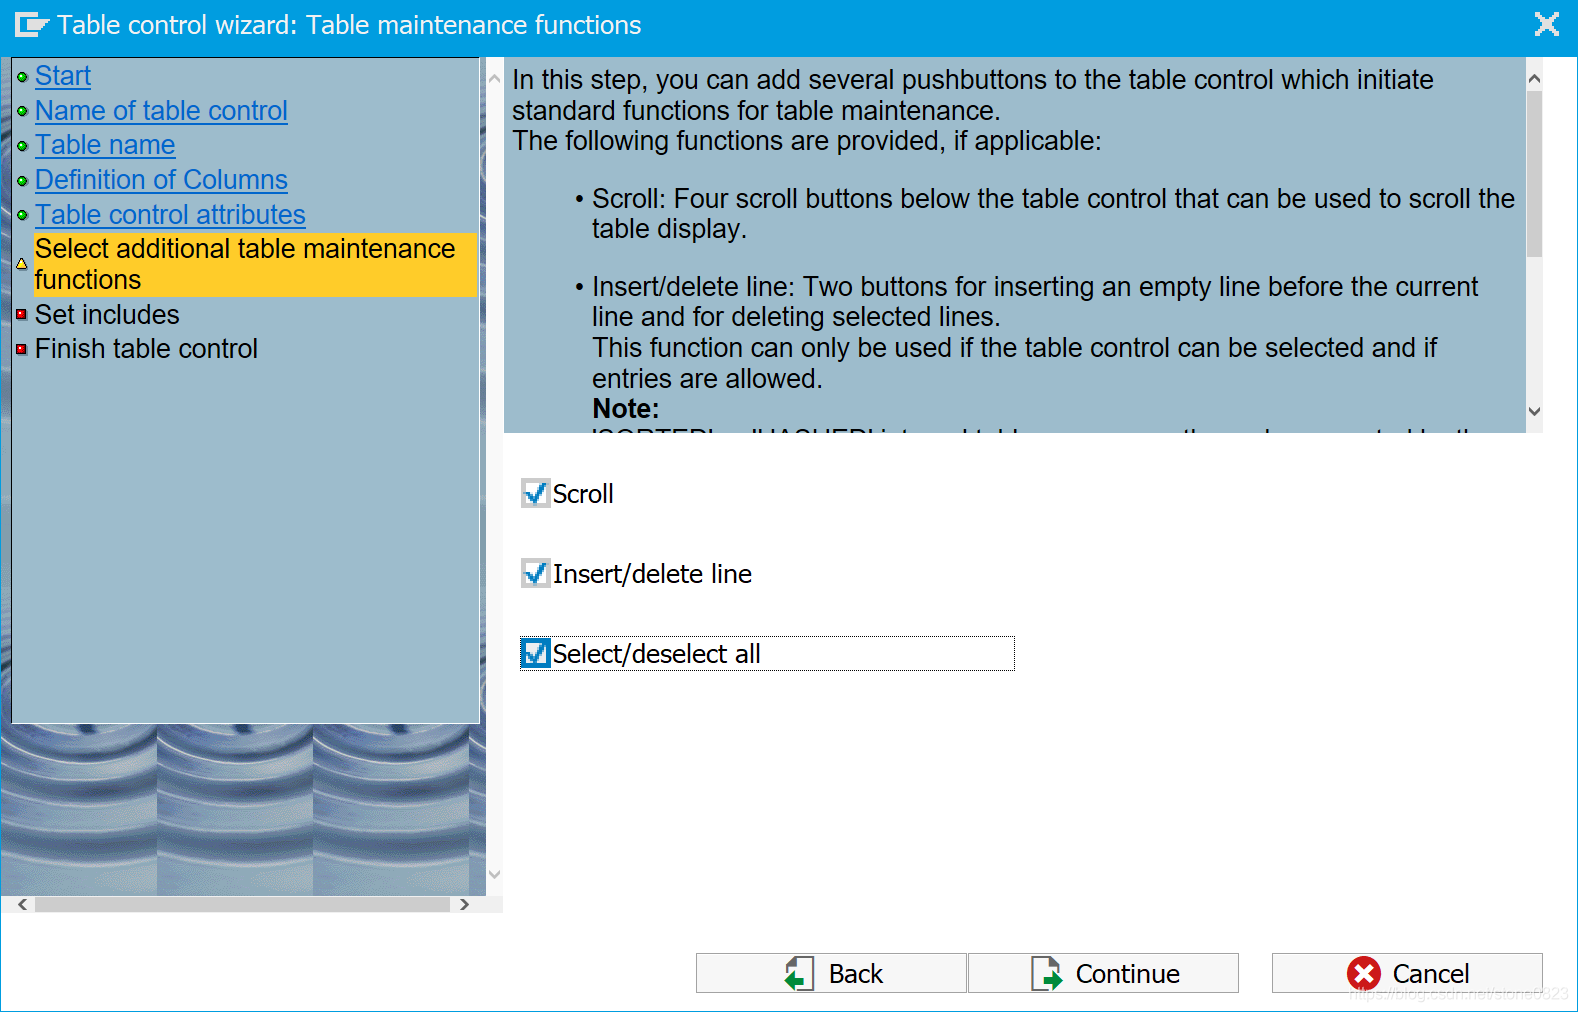 Table control wizard: Table maintenance functions
Start
Name of table control
Table name
Definition of Columns
Table control attributes
Select additional table maintenance
functions
Set includes
Finish table control
In this step, you can add several pushbuttons to the table control which initiate
standard functions for table maintenance.
The following functions are provided, if applicable:
• Scroll: Four scroll buttons below the table control that can be used to scroll the
table display.
• Insert/delete line: Two buttons for inserting an empty line before the current
line and for deleting selected lines.
This function can only be used if the table control can be selected and if
entries are allowed.
Note:
Scroll
Insert/delete line
Select/deselect all
Back
Continue
Cancel
https://blog.csdn.net/stone0823